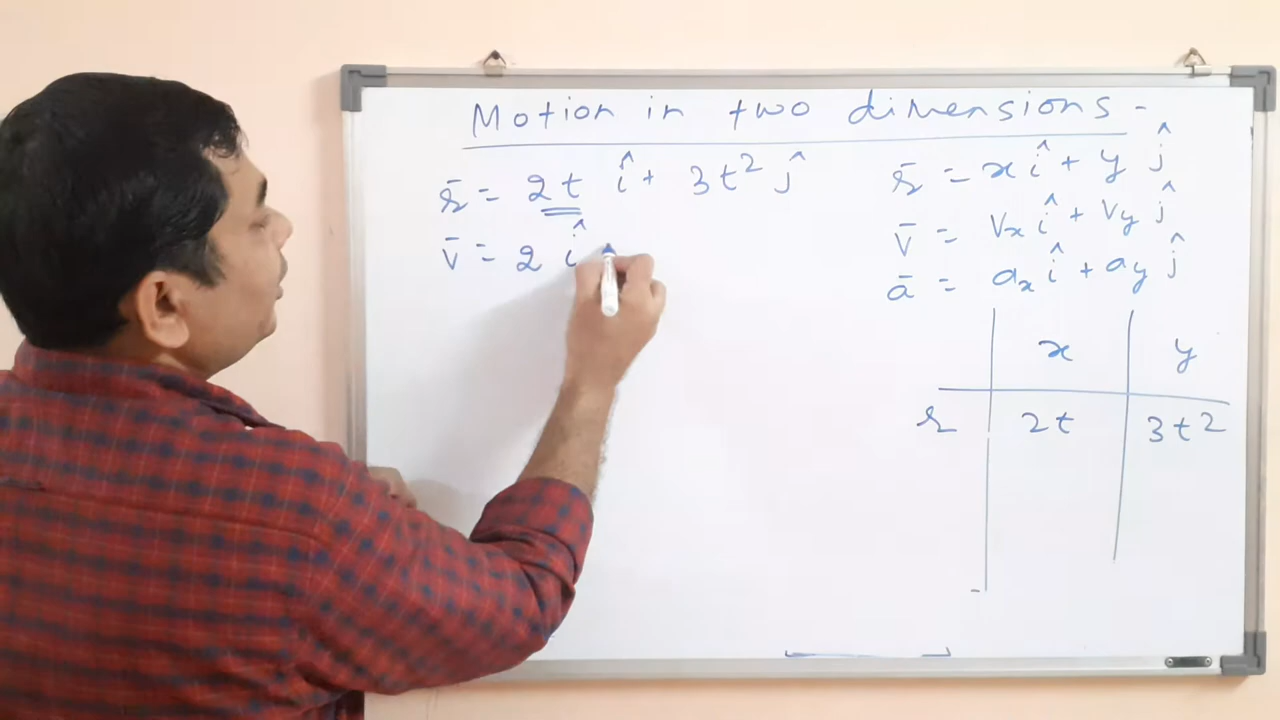 Motion in two dimensions -
r̄ = 2t î + 3t² ĵ
v̄ = 2 î
r̄ = x î + y ĵ
v̄ = Vx î + Vy ĵ
ā = ax î + ay ĵ
x y
r 2t 3t²